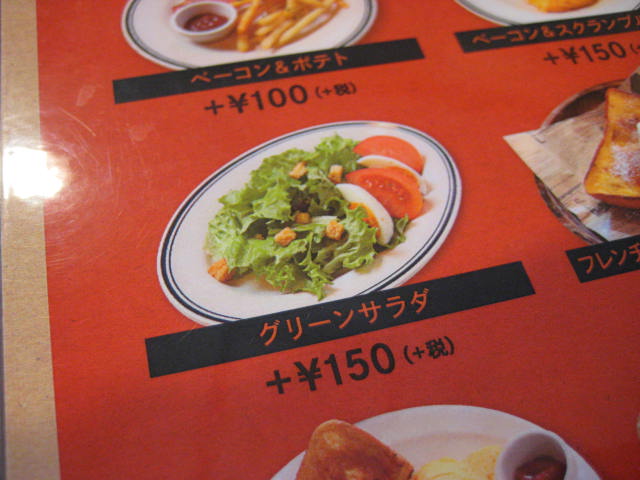 ベーコン&ポテト
+¥100(+税)
ベーコン&スクランブ
+¥150(+
グリーンサラダ
+¥150(+税)
フレンチ